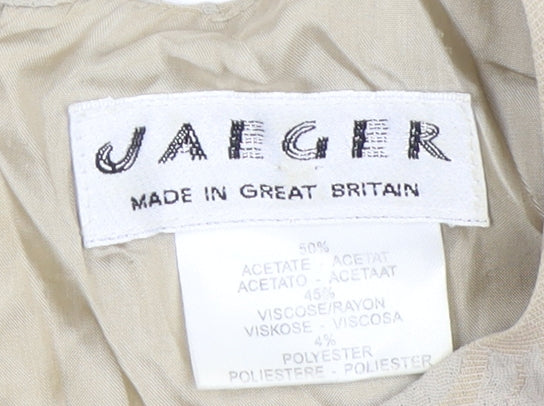 JAEGER
MADE IN GREAT BRITAIN
50%
ACETATE - ACETAT
ACETATO - ACETAAT
45%
VISCOSE/RAYON
VISKOSE - VISCOSA
4%
POLYESTER
POLIESTERE - POLIESTER